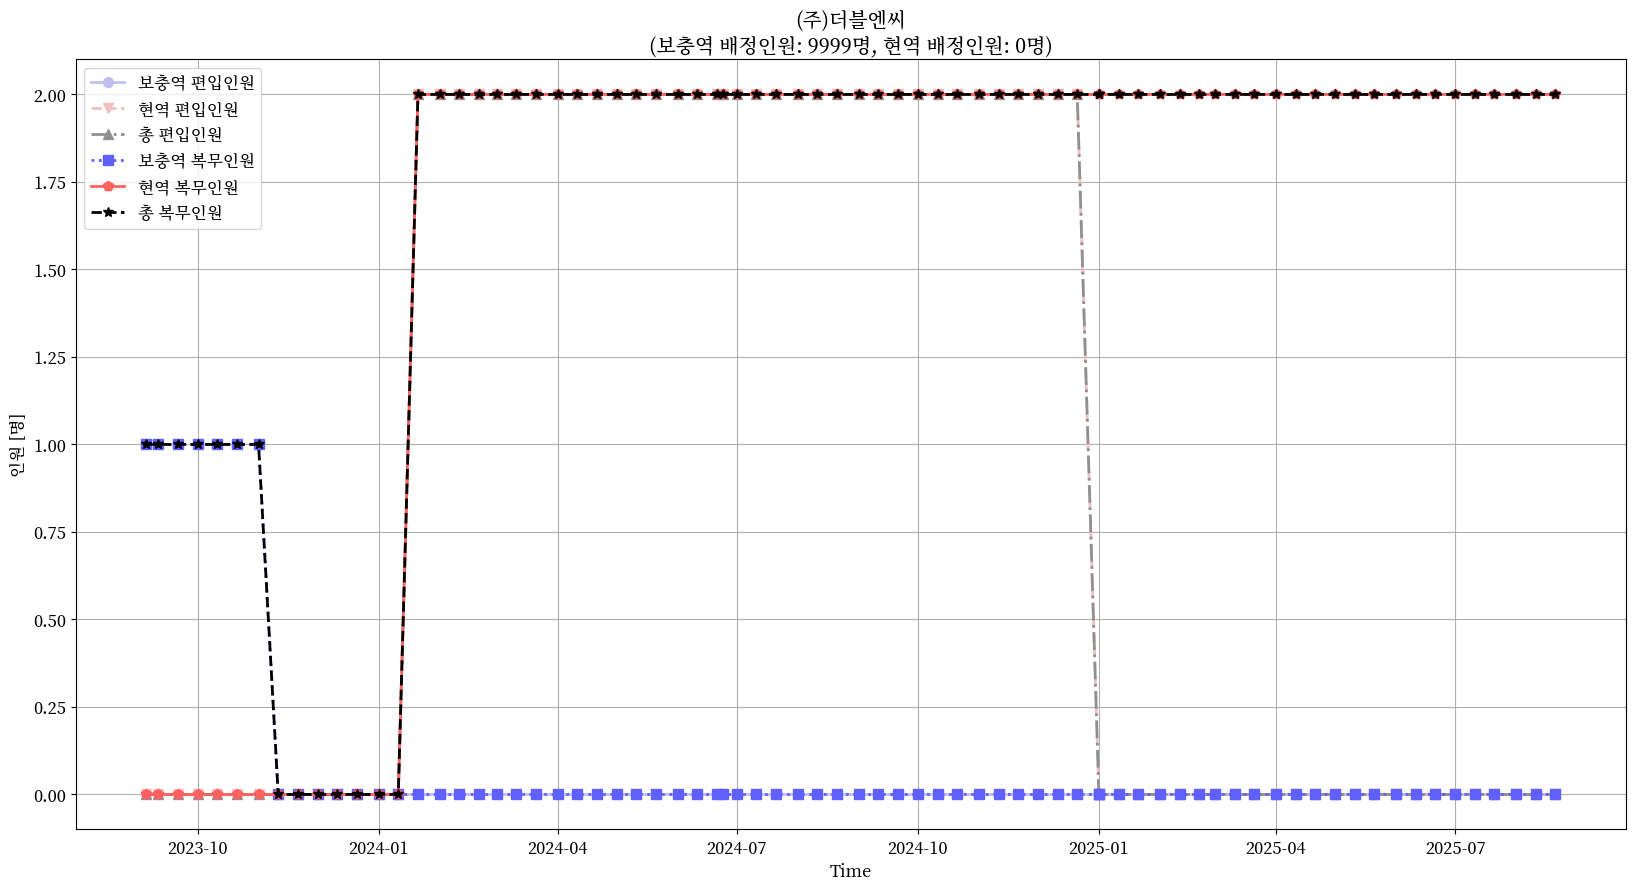 (주)더블엔씨
(보충역 배정인원: 9999명, 현역 배정인원: 0명)
보충역 편입인원
현역 편입인원
총 편입인원
보충역 복무인원
현역 복무인원
총 복무인원
2.00
1.75
1.50
1.25
1.00
0.75
0.50
0.25
0.00
인원 [명]
2023-10
2024-01
2024-04
2024-07
2024-10
2025-01
2025-04
2025-07
Time